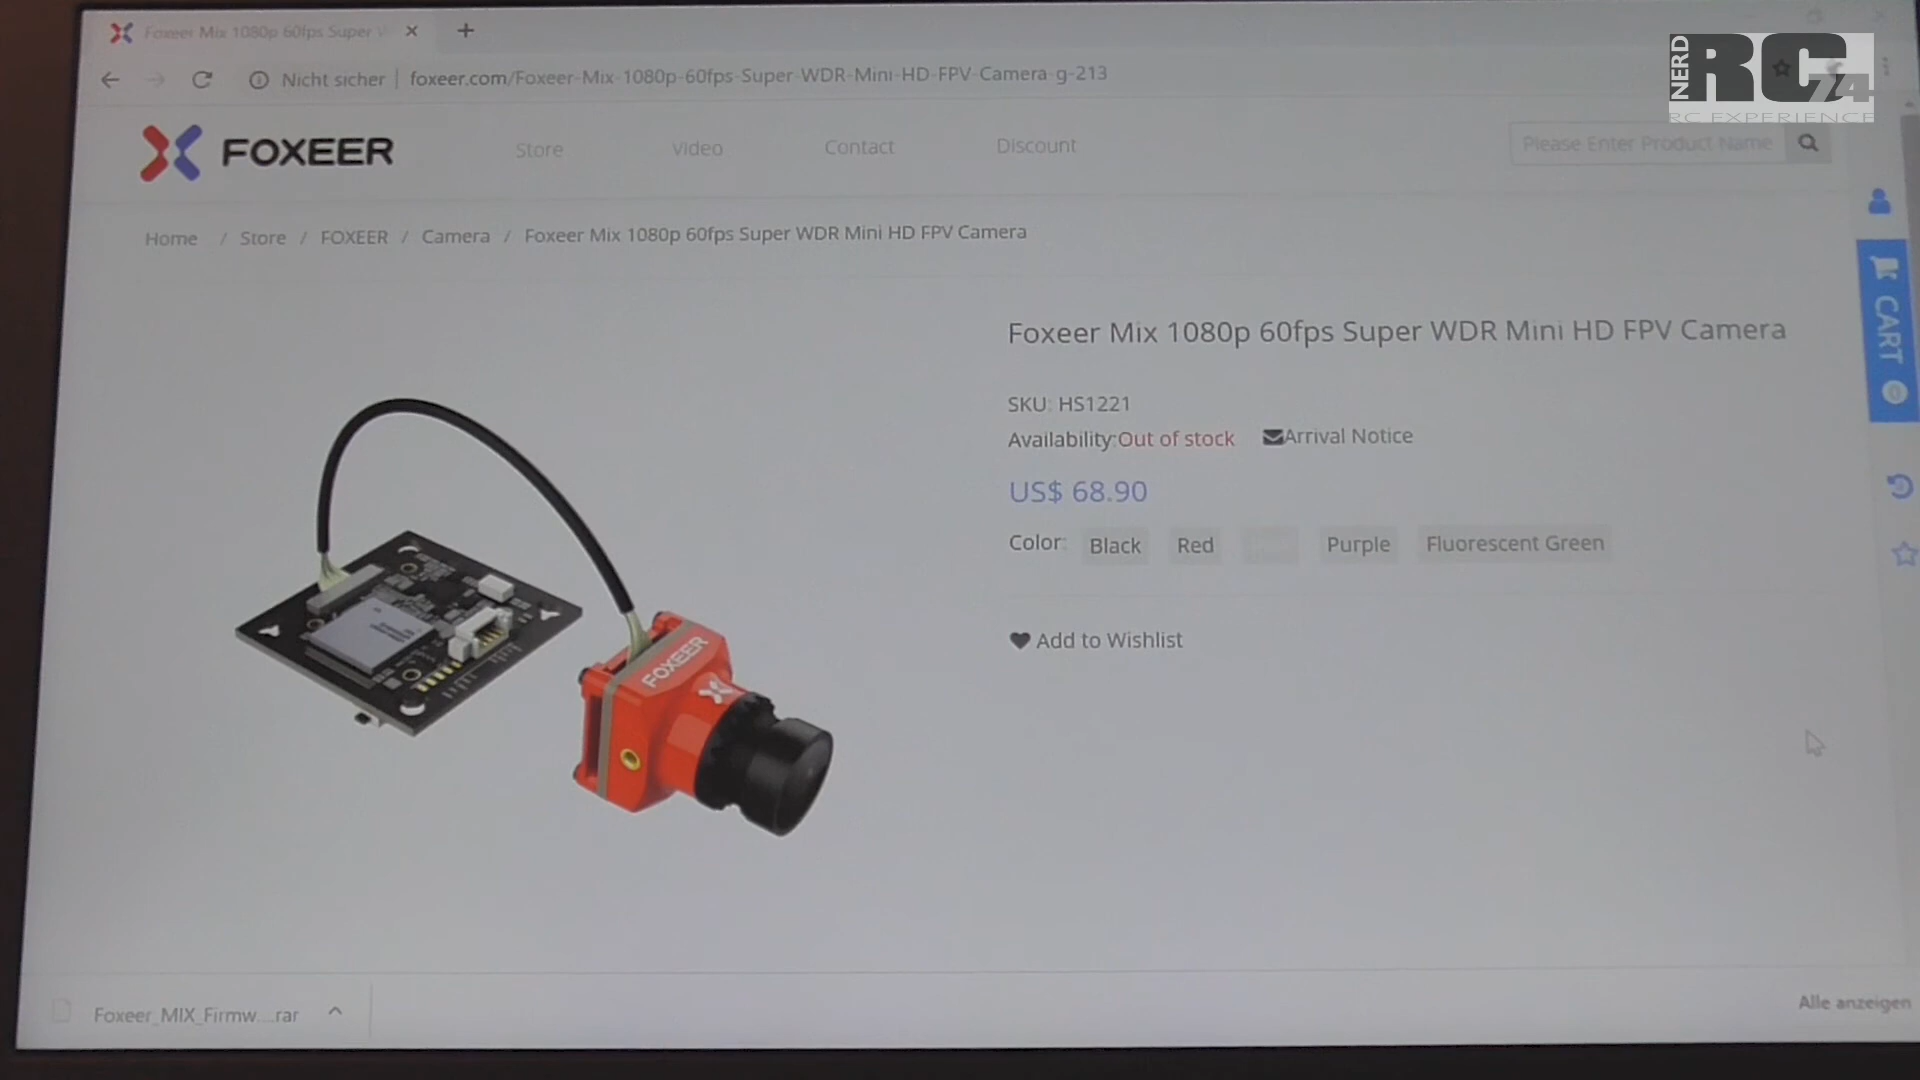 Foxeer Mix 1080p 60fps Super W
Nicht sicher | foxeer.com/Foxeer-Mix-1080p-60fps-Super-WDR-Mini-HD-FPV-Camera-g-213
NERD RC 74
RC EXPERIENCE
FOXEER
Store Video Contact Discount
Please Enter Product Name
Home / Store / FOXEER / Camera / Foxeer Mix 1080p 60fps Super WDR Mini HD FPV Camera
CART 0
Foxeer Mix 1080p 60fps Super WDR Mini HD FPV Camera
SKU: HS1221
Availability:Out of stock Arrival Notice
US$ 68.90
Color: Black Red Purple Fluorescent Green
Add to Wishlist
FOXEER
Foxeer_MIX_Firmw....rar
Alle anzeigen